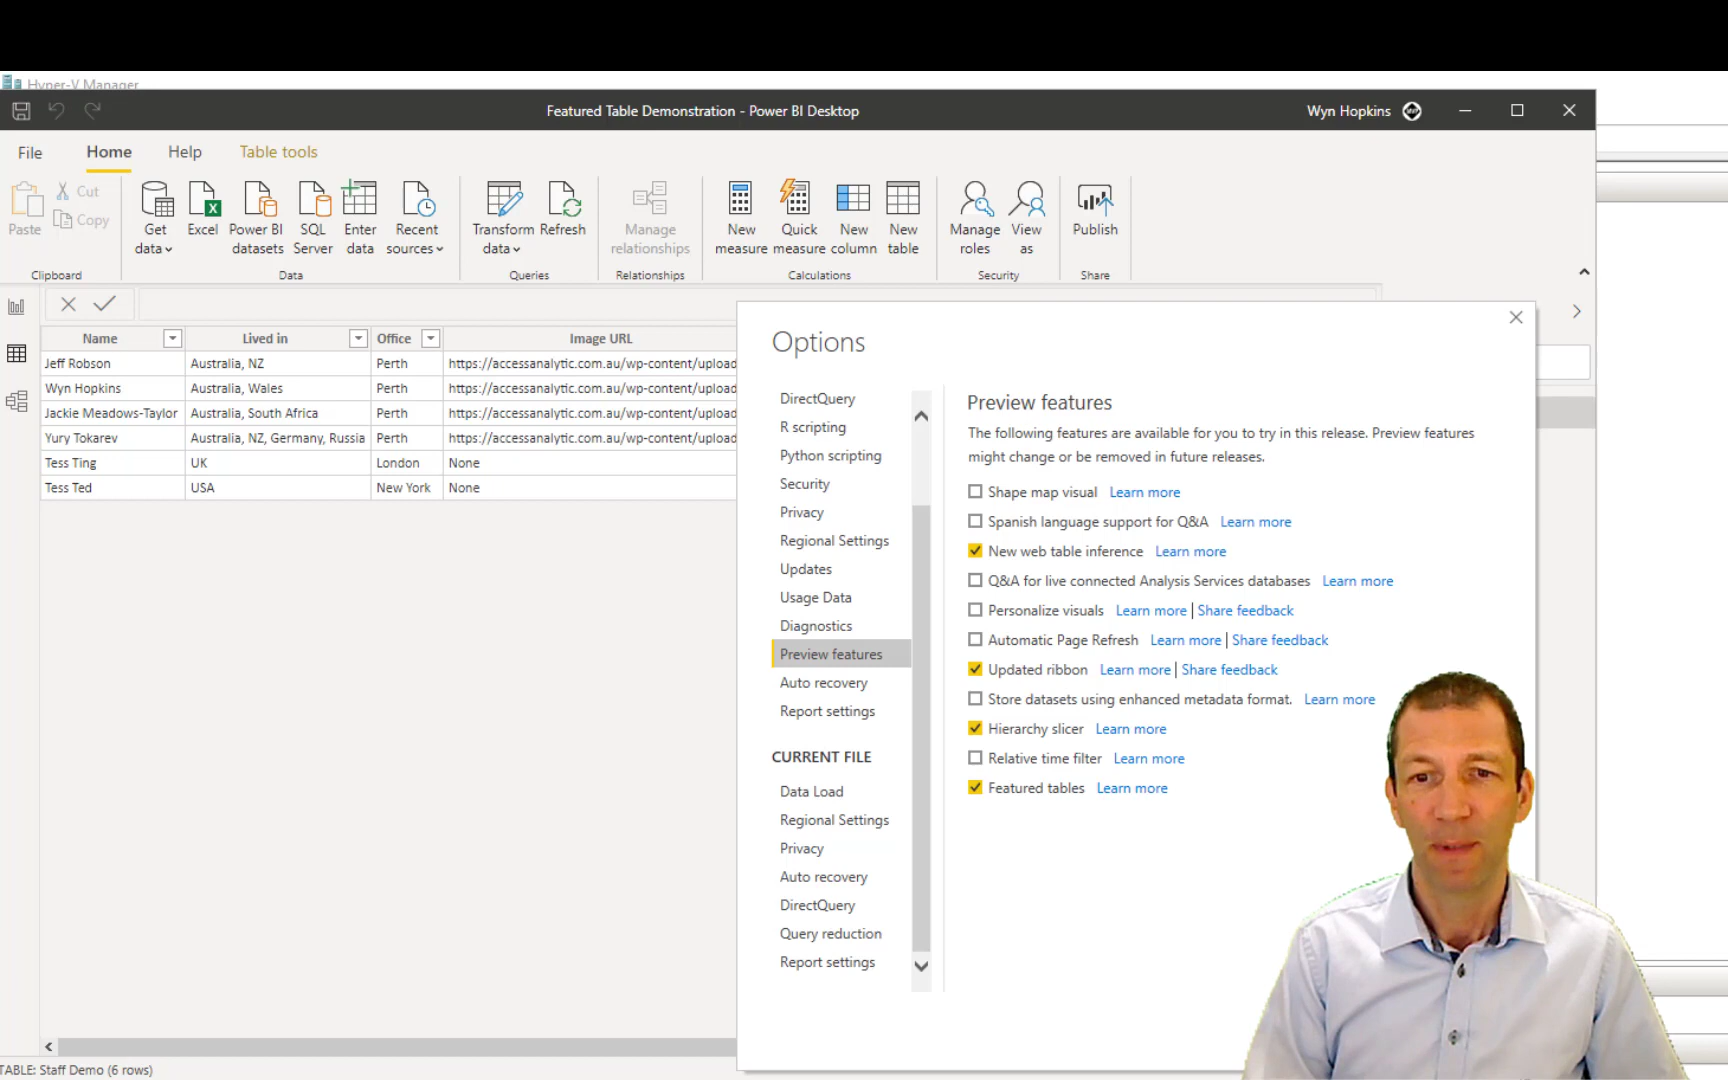 Hyper-V Manager
Featured Table Demonstration - Power BI Desktop
Wyn Hopkins
File
Home
Help
Table tools
Paste
Cut
Copy
Clipboard
Get data
Excel
Power BI datasets
SQL Server
Enter data
Recent sources
Data
Transform data
Refresh
Queries
Manage relationships
Relationships
New measure
Quick measure
New column
New table
Calculations
Manage roles
View as
Security
Publish
Share
Name Lived in Office Image URL
Jeff Robson Australia, NZ Perth https://accessanalytic.com.au/wp-content/upload
Wyn Hopkins Australia, Wales Perth https://accessanalytic.com.au/wp-content/upload
Jackie Meadows-Taylor Australia, South Africa Perth https://accessanalytic.com.au/wp-content/upload
Yury Tokarev Australia, NZ, Germany, Russia Perth https://accessanalytic.com.au/wp-content/upload
Tess Ting UK London None
Tess Ted USA New York None
Options
DirectQuery
R scripting
Python scripting
Security
Privacy
Regional Settings
Updates
Usage Data
Diagnostics
Preview features
Auto recovery
Report settings
CURRENT FILE
Data Load
Regional Settings
Privacy
Auto recovery
DirectQuery
Query reduction
Report settings
Preview features
The following features are available for you to try in this release. Preview features
might change or be removed in future releases.
Shape map visual Learn more
Spanish language support for Q&A Learn more
New web table inference Learn more
Q&A for live connected Analysis Services databases Learn more
Personalize visuals Learn more | Share feedback
Automatic Page Refresh Learn more | Share feedback
Updated ribbon Learn more | Share feedback
Store datasets using enhanced metadata format. Learn more
Hierarchy slicer Learn more
Relative time filter Learn more
Featured tables Learn more
TABLE: Staff Demo (6 rows)